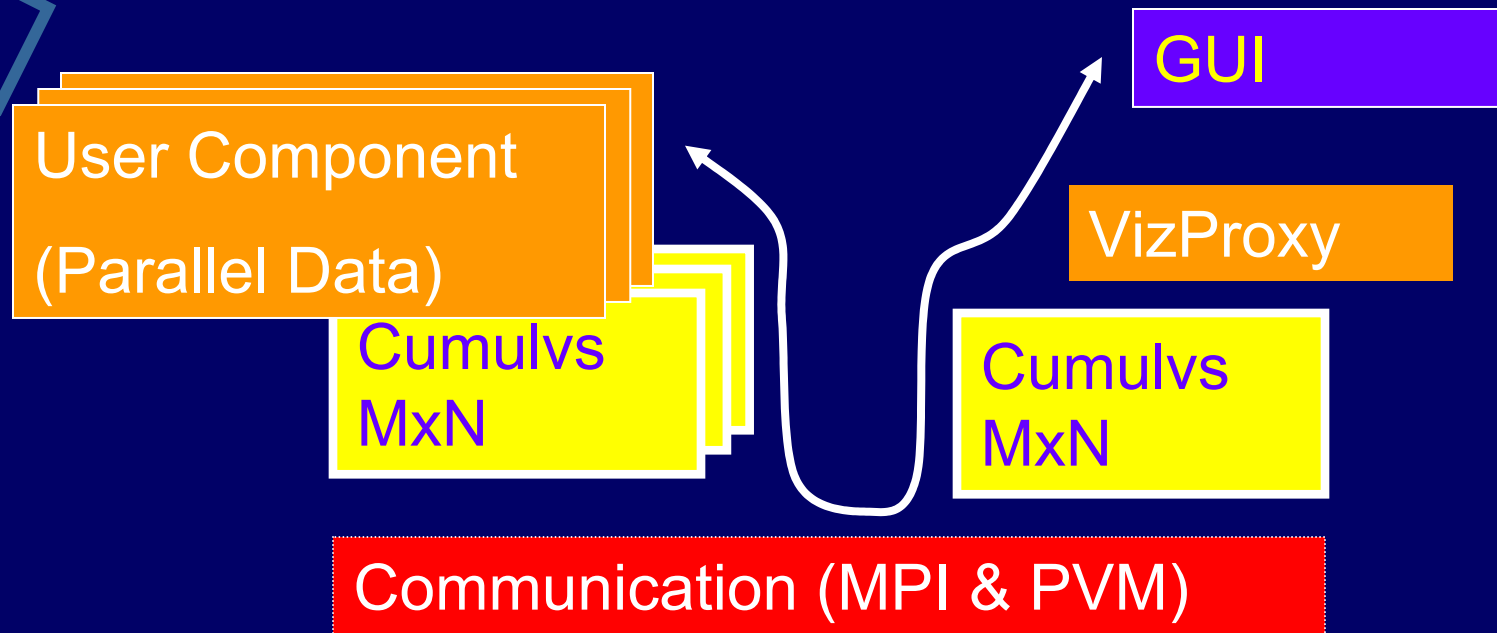 GUI
User Component
(Parallel Data)
VizProxy
Cumulvs
MxN
Cumulvs
MxN
Communication (MPI & PVM)